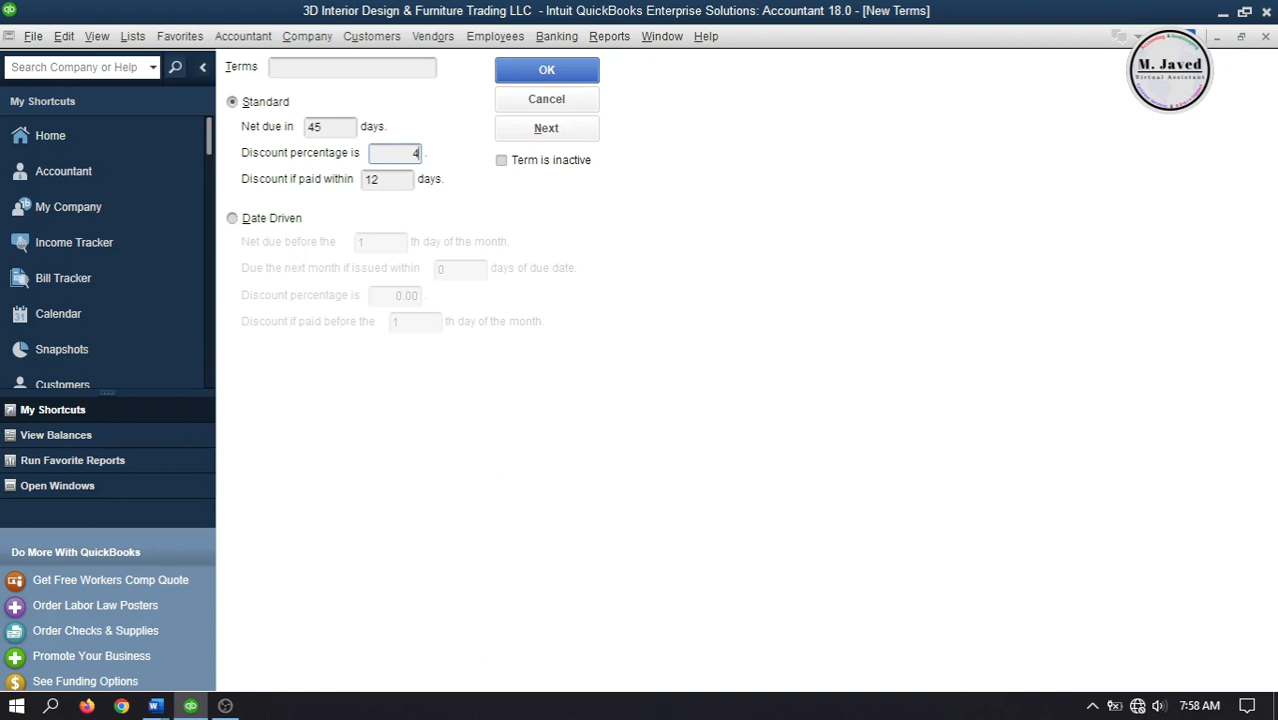 3D Interior Design & Furniture Trading LLC - Intuit QuickBooks Enterprise Solutions: Accountant 18.0 - [New Terms]
File Edit View Lists Favorites Accountant Company Customers Vendors Employees Banking Reports Window Help
Search Company or Help
My Shortcuts
Home
Accountant
My Company
Income Tracker
Bill Tracker
Calendar
Snapshots
Customers
My Shortcuts
View Balances
Run Favorite Reports
Open Windows
Do More With QuickBooks
Get Free Workers Comp Quote
Order Labor Law Posters
Order Checks & Supplies
Promote Your Business
See Funding Options
Terms
OK
Cancel
Next
Term is inactive
Standard
Net due in 45 days.
Discount percentage is 4 .
Discount if paid within 12 days.
Date Driven
Net due before the 1 th day of the month.
Due the next month if issued within 0 days of due date.
Discount percentage is 0.00 .
Discount if paid before the 1 th day of the month.
M. Javed
Virtual Assistant
7:58 AM